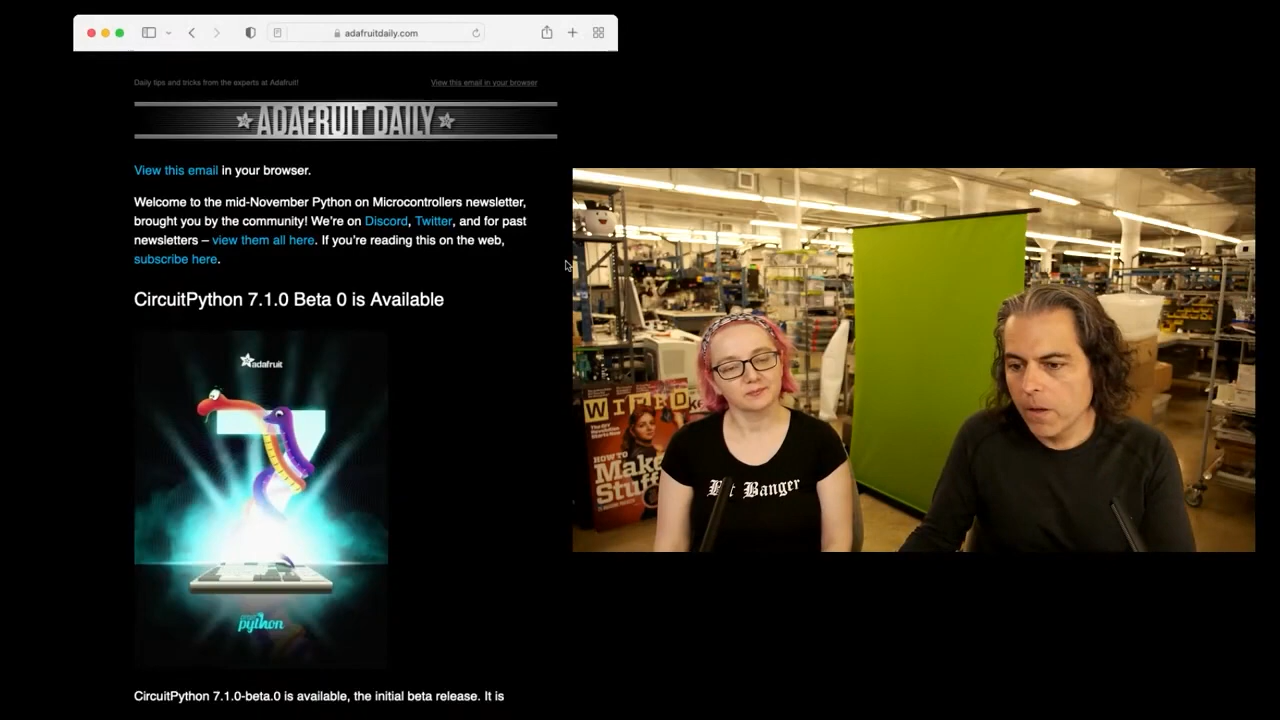 adafruitdaily.com
Daily tips and tricks from the experts at Adafruit!
View this email in your browser
ADAFRUIT DAILY
View this email in your browser.
Welcome to the mid-November Python on Microcontrollers newsletter,
brought you by the community! We're on Discord, Twitter, and for past
newsletters – view them all here. If you're reading this on the web,
subscribe here.
CircuitPython 7.1.0 Beta 0 is Available
adafruit
7
circuit
python
CircuitPython 7.1.0-beta.0 is available, the initial beta release. It is
WIRED
HOW TO
Make
Stuff
Banger